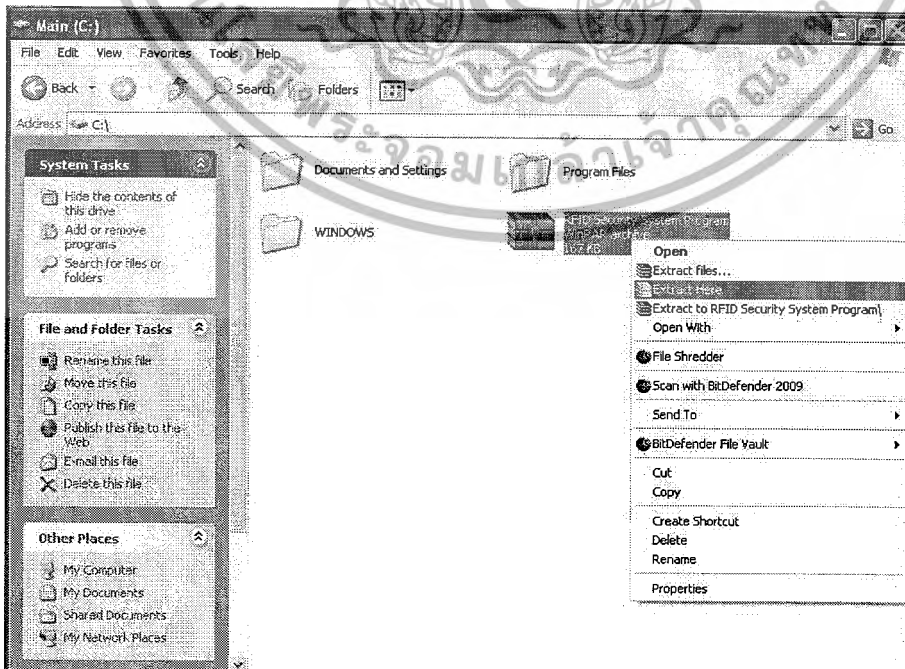 Main (C:)
File Edit View Favorites Tools Help
Back Search Folders
Address C:\ Go
System Tasks
Hide the contents of
this drive
Add or remove
programs
Search for files or
folders
File and Folder Tasks
Rename this file
Move this file
Copy this file
Publish this file to the
Web
E-mail this file
Delete this file
Other Places
My Computer
My Documents
Shared Documents
My Network Places
Documents and Settings
Program Files
WINDOWS
RFID Security System Program
WinRAR archive
Open
Extract files...
Extract Here
Extract to RFID Security System Program\
Open With
File Shredder
Scan with BitDefender 2009
Send To
BitDefender File Vault
Cut
Copy
Create Shortcut
Delete
Rename
Properties